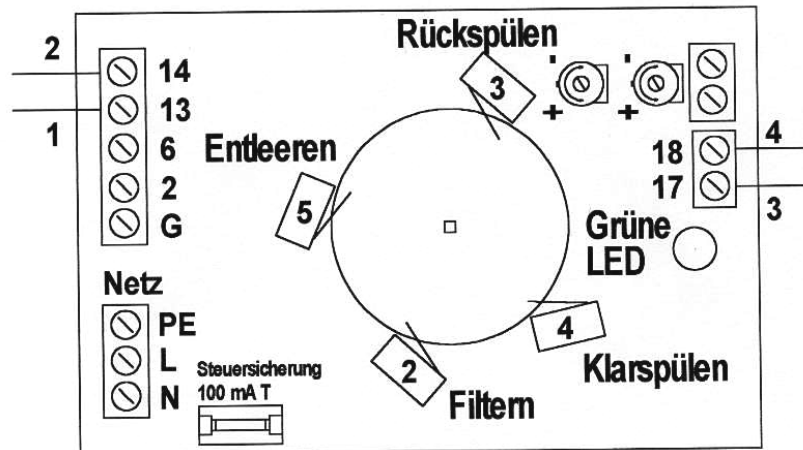 Rückspülen
2
14
3
- -
+ +
13
1
6
Entleeren
18
4
2
5
17
3
G
Grüne
LED
Netz
PE
4
L
Steuersicherung
100 mA T
2
Klarspülen
N
Filtern